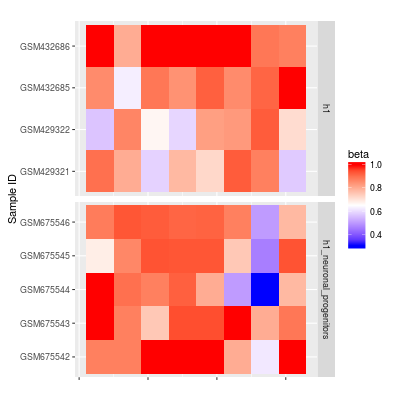 Sample ID
GSM432686
GSM432685
GSM429322
GSM429321
h1
GSM675546
GSM675545
GSM675544
GSM675543
GSM675542
h1_neuronal_progenitors
beta
1.0
0.8
0.6
0.4